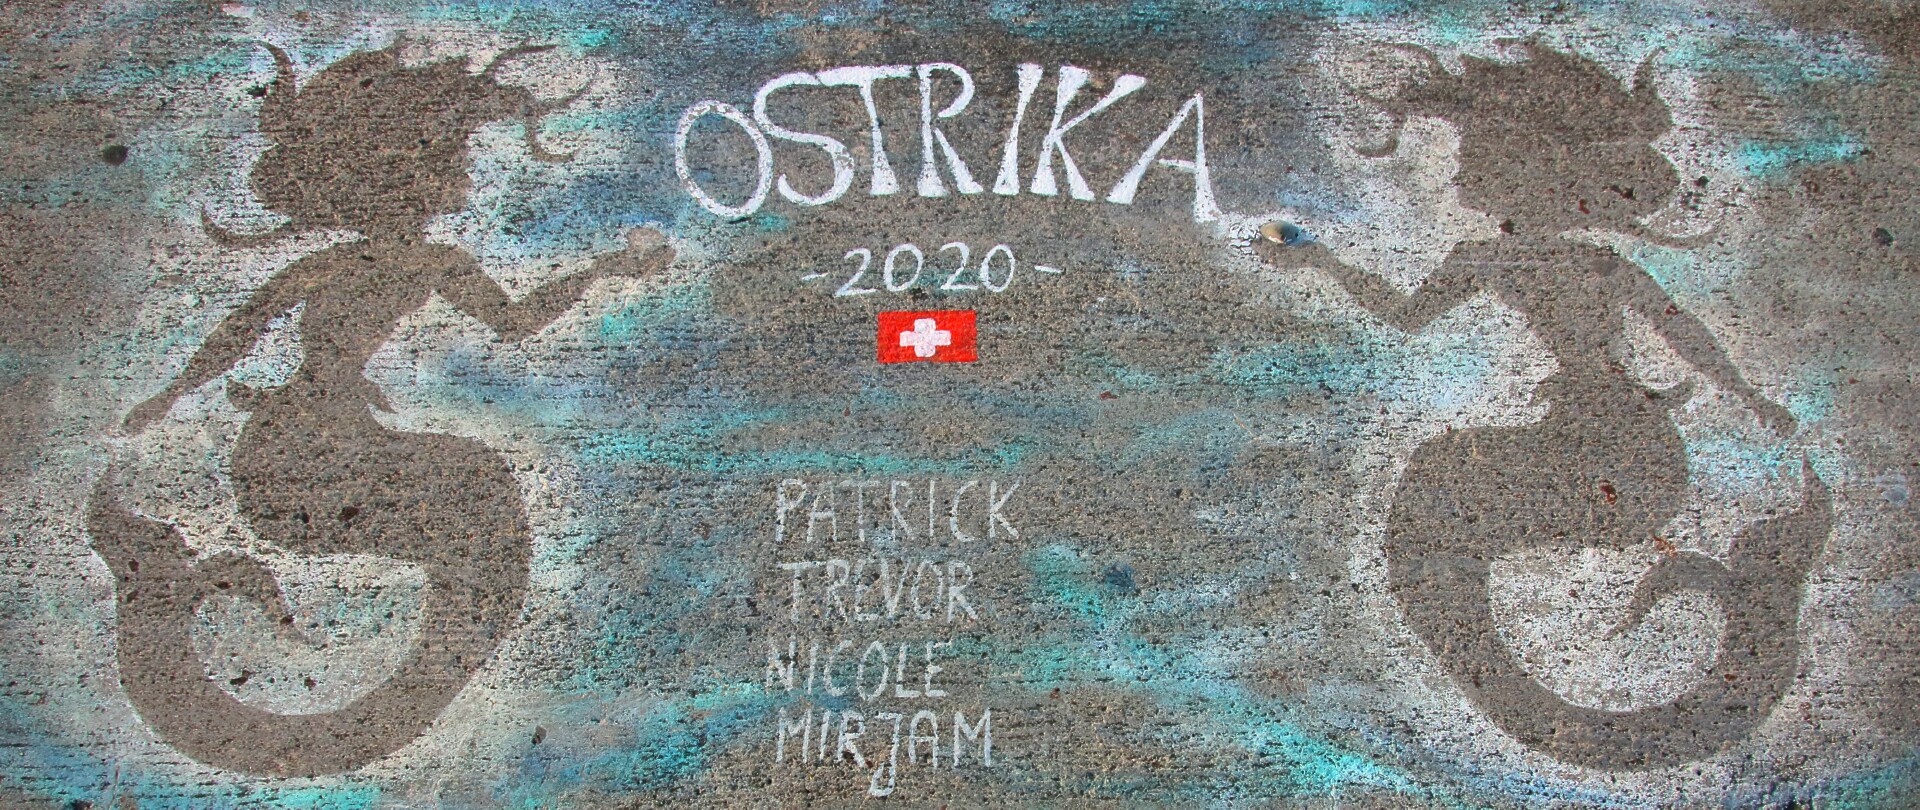 OSTRIKA
-2020-
PATRICK
TREVOR
NICOLE
MIRJAM